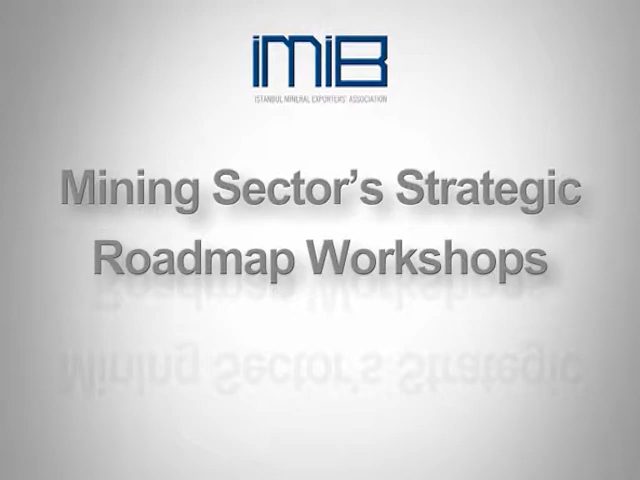 iMiB
ISTANBUL MINERAL EXPORTERS' ASSOCIATION
Mining Sector's Strategic
Roadmap Workshops